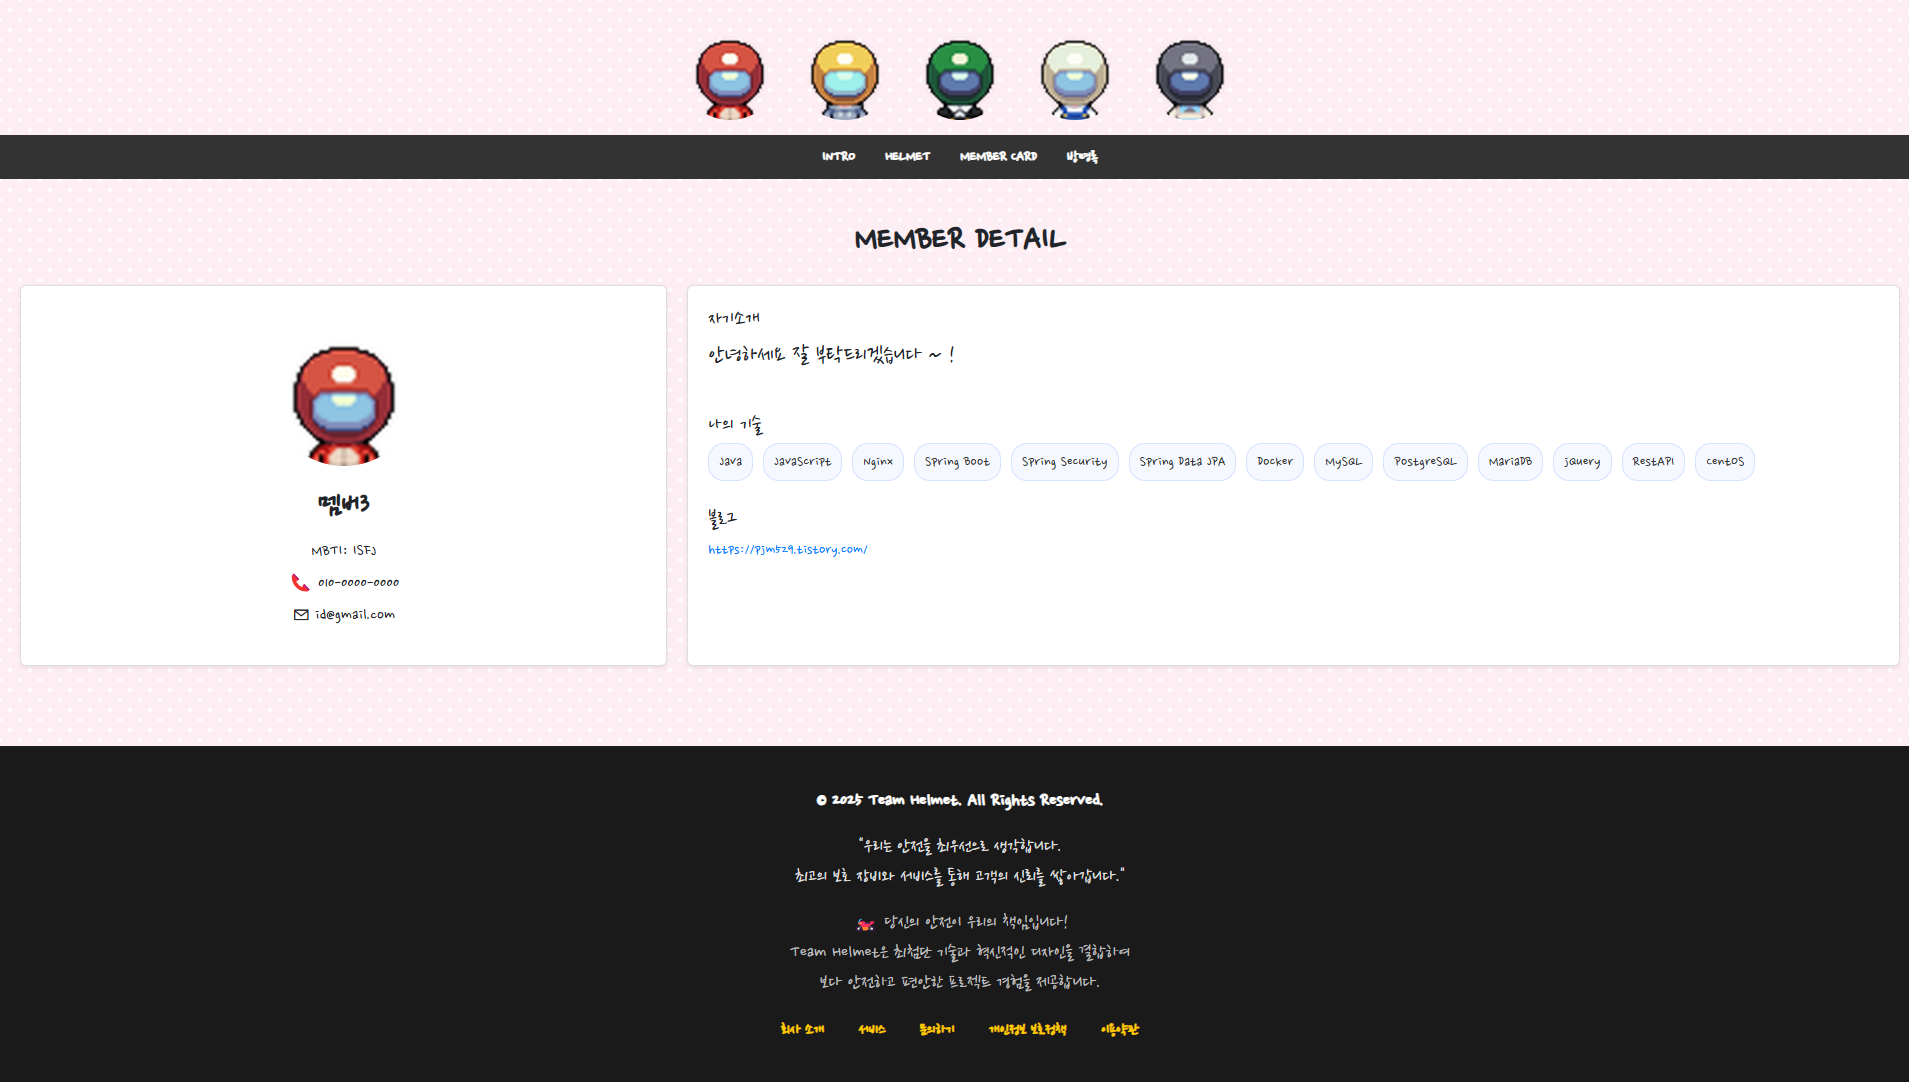 INTRO HELMET MEMBER CARD 방명록
MEMBER DETAIL
멤버3
MBTI: ISFJ
010-0000-0000
id@gmail.com
자기소개
안녕하세요 잘 부탁드리겠습니다 ~ !
나의 기술
Java JavaScript Nginx Spring Boot Spring Security Spring Data JPA Docker MySQL PostgreSQL MariaDB jQuery RestAPI CentOS
블로그
https://pjm529.tistory.com/
© 2025 Team Helmet. All Rights Reserved.
"우리는 안전을 최우선으로 생각합니다.
최고의 보호 장비와 서비스를 통해 고객의 신뢰를 쌓아갑니다."
당신의 안전이 우리의 책임입니다!
Team Helmet은 최첨단 기술과 혁신적인 디자인을 결합하여
보다 안전하고 편안한 프로젝트 경험을 제공합니다.
회사 소개 서비스 문의하기 개인정보 보호정책 이용약관